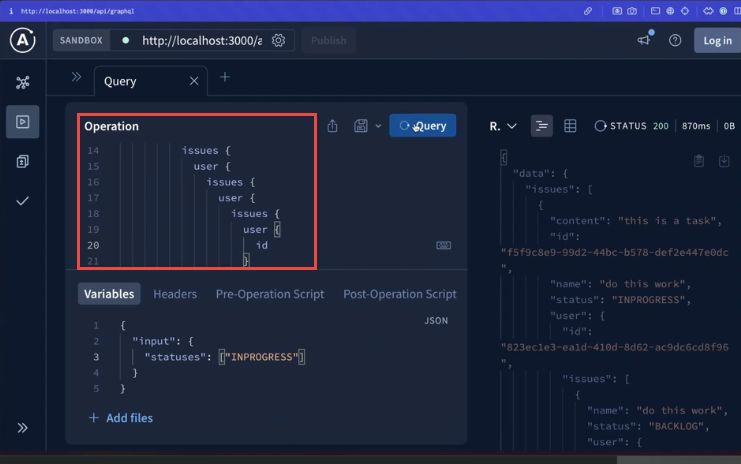 http://localhost:3000/api/graphql
SANDBOX
http://localhost:3000/a
Publish
Log in
Query
Operation
Query
14 issues {
15 user {
16 issues {
17 user {
18 issues {
19 user {
20 id
21 }
Variables Headers Pre-Operation Script Post-Operation Script
JSON
1 {
2 "input": {
3 "statuses": ["INPROGRESS"]
4 }
5 }
+ Add files
R.
STATUS 200 870ms 0B
{
"data": {
"issues": [
{
"content": "this is a task",
"id":
"f5f9c8e9-99d2-44bc-b578-def2e447e0dc
",
"name": "do this work",
"status": "INPROGRESS",
"user": {
"id":
"823ec1e3-ea1d-410d-8d62-ac9dc6cd8f96
",
"issues": [
{
"name": "do this work",
"status": "BACKLOG",
"user": {